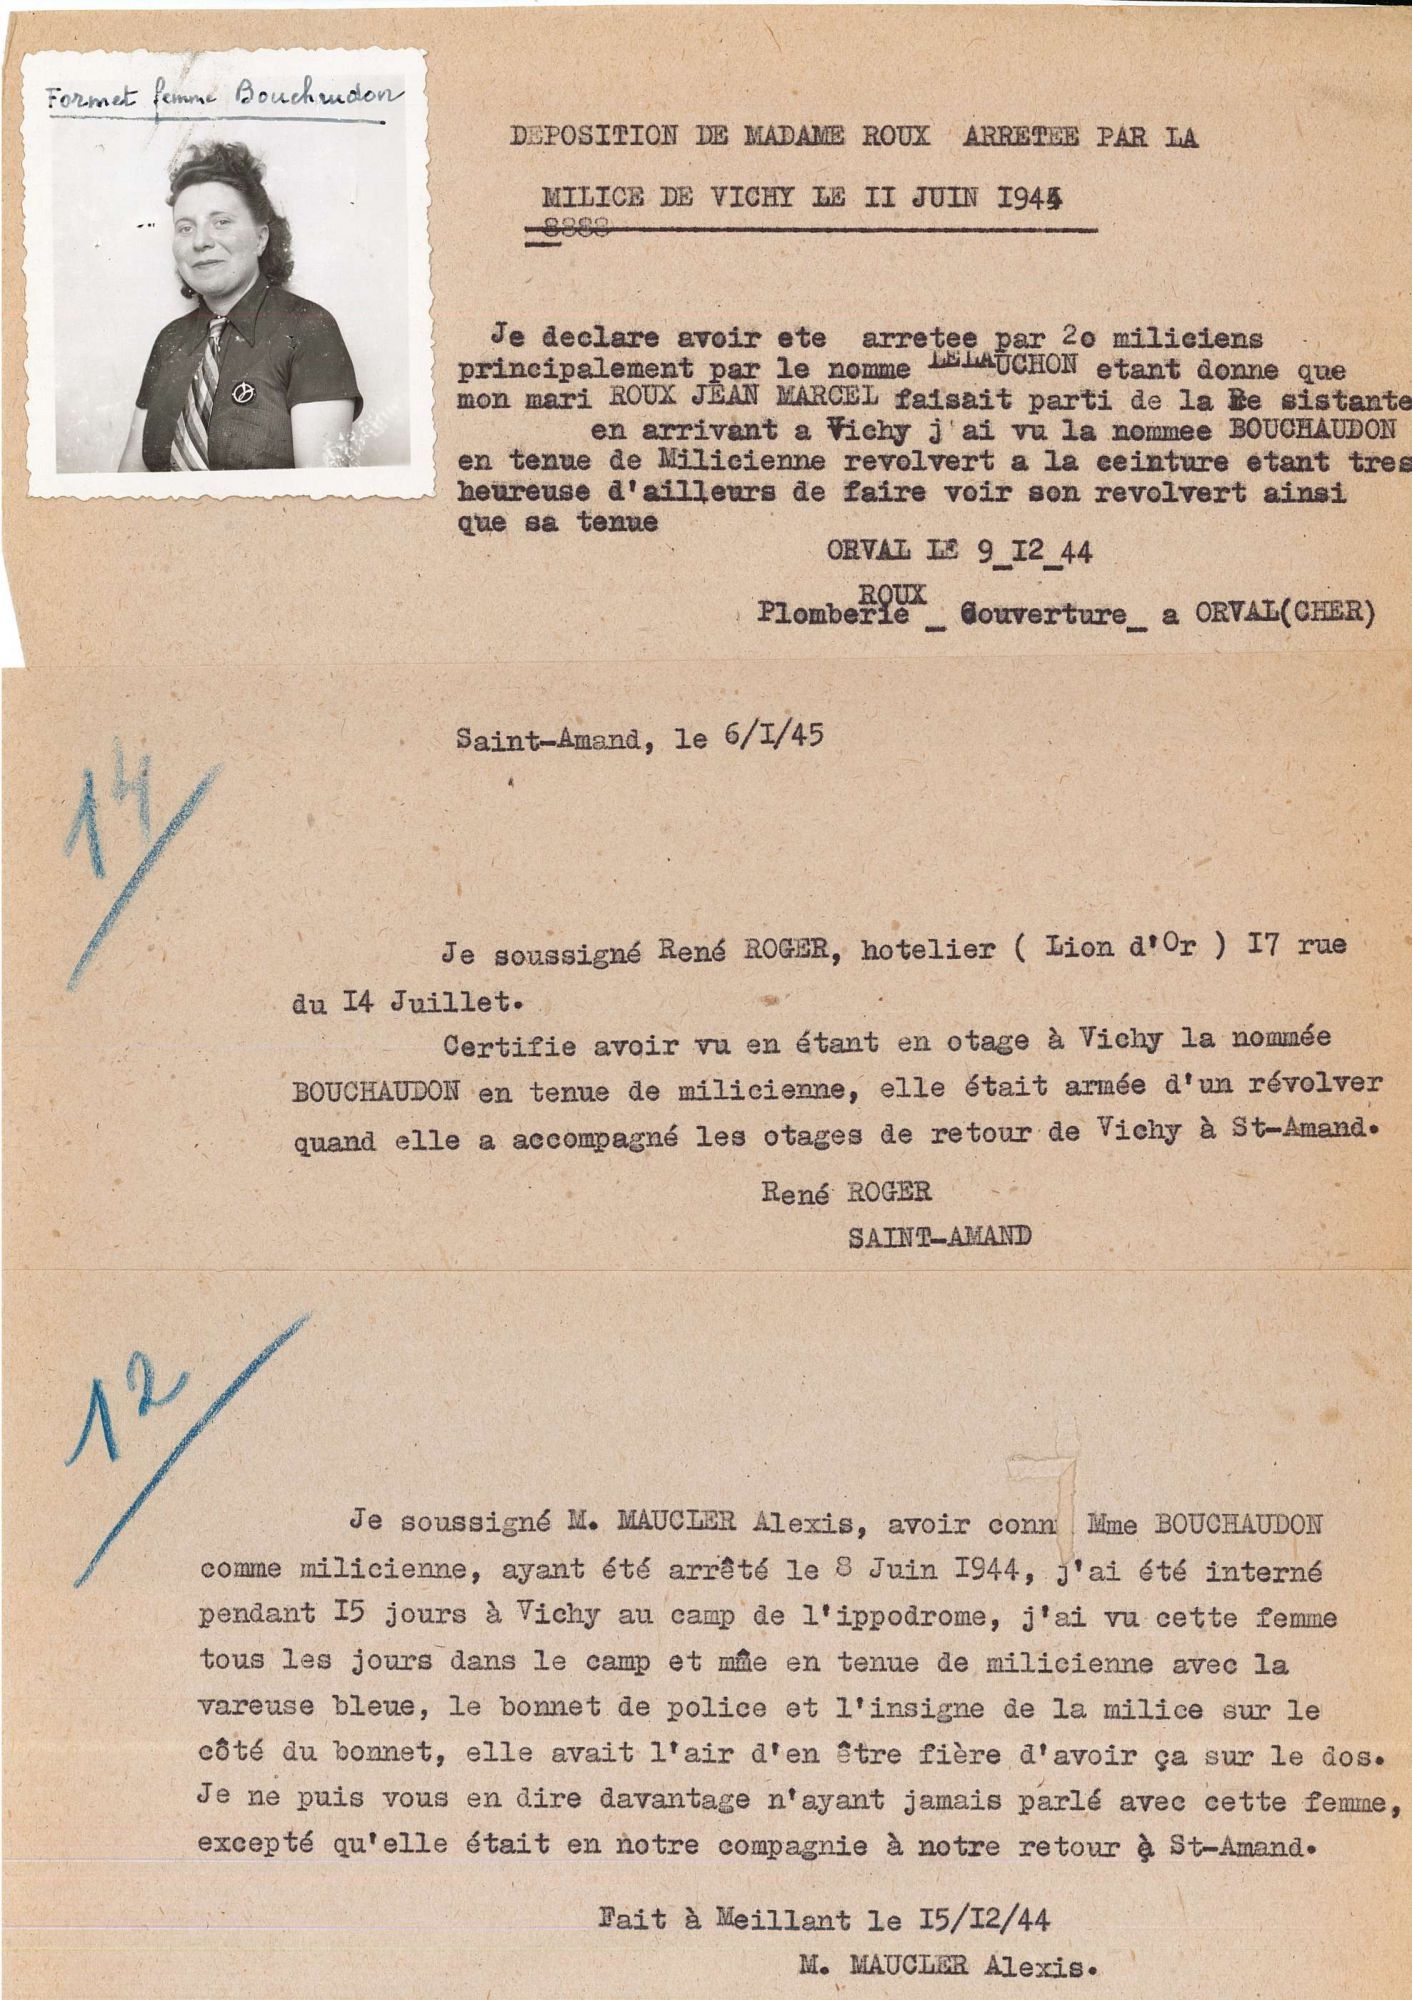 Formet femme Bouchaudon
DEPOSITION DE MADAME ROUX ARRETEE PAR LA
MILICE DE VICHY LE II JUIN 1944
8888
Je declare avoir ete arretee par 2o miliciens
principalement par le nomme LELAUCHON etant donne que
mon mari ROUX JEAN MARCEL faisait parti de la Re sistante
en arrivant a Vichy j'ai vu la nommee BOUCHAUDON
en tenue de Milicienne revolvert a la ceinture etant tres
heureuse d'ailleurs de faire voir son revolvert ainsi
que sa tenue
ORVAL LE 9_I2_44
ROUX
Plomberie _ Couverture_ a ORVAL(CHER)
Saint-Amand, le 6/I/45
14
Je soussigné René ROGER, hotelier ( Lion d'Or ) I7 rue
du I4 Juillet.
Certifie avoir vu en étant en otage à Vichy la nommée
BOUCHAUDON en tenue de milicienne, elle était armée d'un révolver
quand elle a accompagné les otages de retour de Vichy à St-Amand.
René ROGER
SAINT-AMAND
12
Je soussigné M. MAUCLER Alexis, avoir conn Mme BOUCHAUDON
comme milicienne, ayant été arrêté le 8 Juin I944, j'ai été interné
pendant I5 jours à Vichy au camp de l'ippodrome, j'ai vu cette femme
tous les jours dans le camp et même en tenue de milicienne avec la
vareuse bleue, le bonnet de police et l'insigne de la milice sur le
côté du bonnet, elle avait l'air d'en être fière d'avoir ça sur le dos.
Je ne puis vous en dire davantage n'ayant jamais parlé avec cette femme,
excepté qu'elle était en notre compagnie à notre retour à St-Amand.
Fait à Meillant le I5/I2/44
M. MAUCLER Alexis.